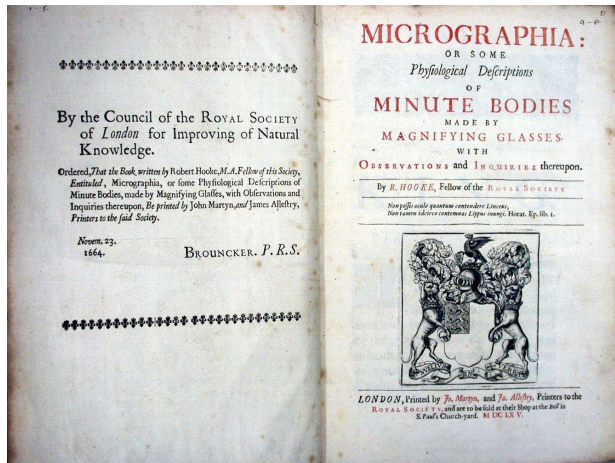 By the Council of the ROYAL SOCIETY
of London for Improving of Natural
Knowledge.
Ordered, That the Book written by Robert Hooke, M.A. Fellow of this Society,
Entituled, Micrographia, or some Phyſiological Deſcriptions of
Minute Bodies, made by Magnifying Glaſſes, with Obſervations and
Inquiries thereupon, Be printed by John Martyn, and James Alleſtry,
Printers to the ſaid Society.
Novem. 23.
1664.
BROUNCKER. P. R. S.
MICROGRAPHIA:
OR SOME
Phyſiological Deſcriptions
OF
MINUTE BODIES
MADE BY
MAGNIFYING GLASSES.
WITH
OBSERVATIONS and INQUIRIES thereupon.
By R. HOOKE, Fellow of the ROYAL SOCIETY.
Non poſſis oculo quantum contendere Linceus,
Non tamen idcirco contemnas Lippus inungi. Horat. Ep. lib. 1.
NULLIUS IN VERBA
LONDON, Printed by Jo. Martyn, and Ja. Alleſtry, Printers to the
ROYAL SOCIETY, and are to be ſold at their Shop at the Bell in
S. Paul's Church-yard. M DC LX V.